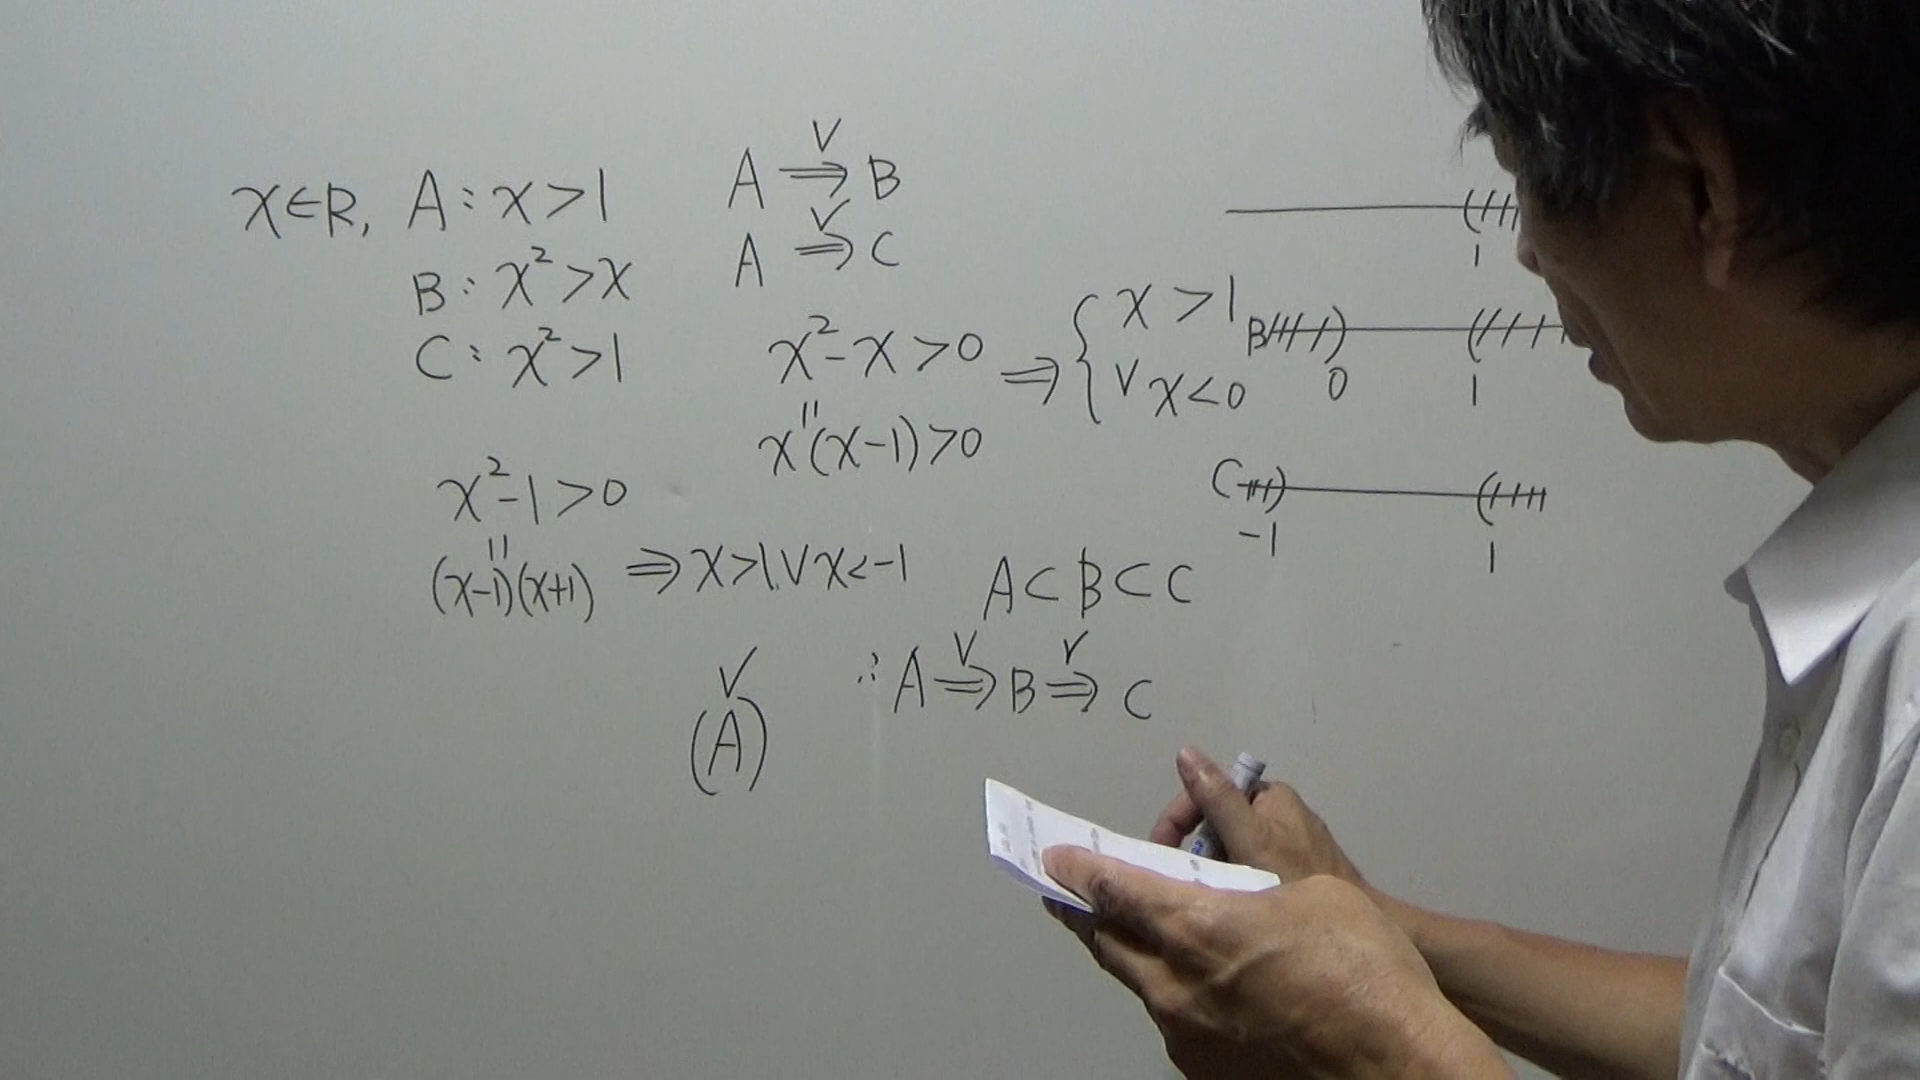 x∈R, A : x>1
B : x²>x
C : x²>1
A ⇒ B
V
A ⇒ C
V
x²-x>0 ⇒ { x>1
∨ x<0
"
x(x-1)>0
x²-1>0
"
(x-1)(x+1) ⇒ x>1 ∨ x<-1
1
B
0 1
C
-1 1
A⊂B⊂C
∴ A ⇒ B ⇒ C
V V
V
(A)